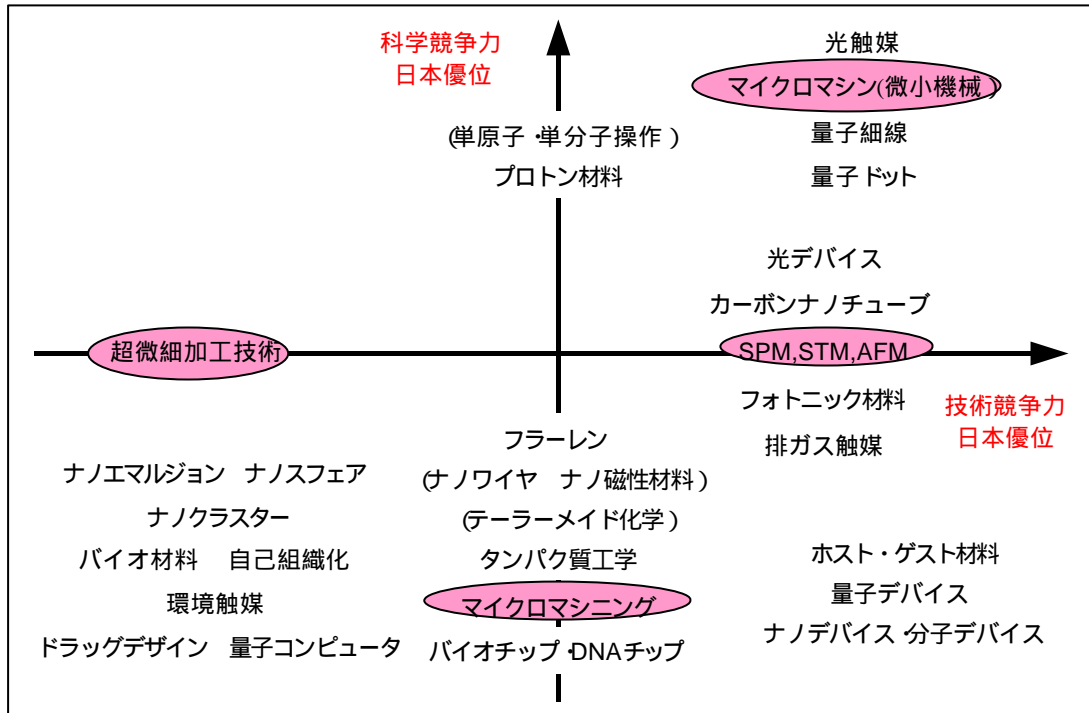 科学競争力
日本優位
光触媒
マイクロマシン(微小機械)
(単原子・単分子操作)
量子細線
プロトン材料
量子ドット
光デバイス
カーボンナノチューブ
超微細加工技術
SPM,STM,AFM
フォトニック材料
技術競争力
日本優位
排ガス触媒
フラーレン
ナノエマルジョン ナノスフェア
(ナノワイヤ ナノ磁性材料)
ナノクラスター
(テーラーメイド化学)
バイオ材料 自己組織化
タンパク質工学
ホスト・ゲスト材料
環境触媒
マイクロマシニング
量子デバイス
ドラッグデザイン 量子コンピュータ
バイオチップ・DNAチップ
ナノデバイス・分子デバイス